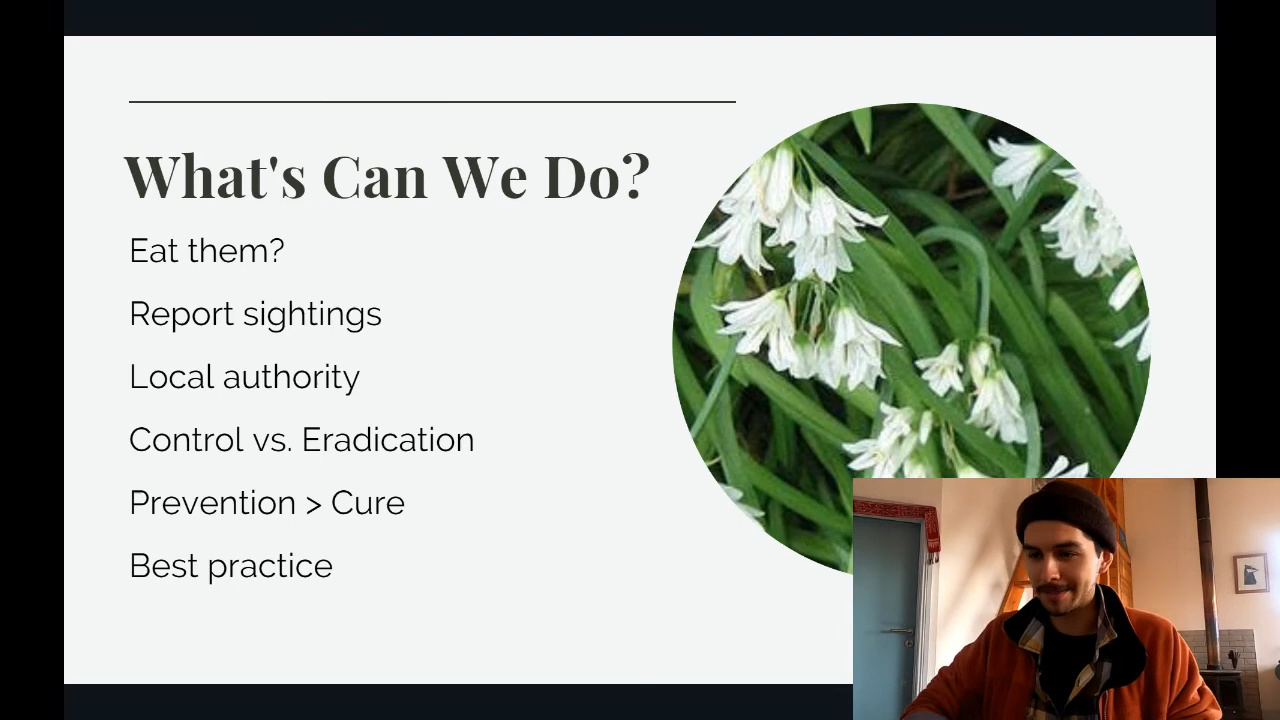 What's Can We Do?
Eat them?
Report sightings
Local authority
Control vs. Eradication
Prevention > Cure
Best practice